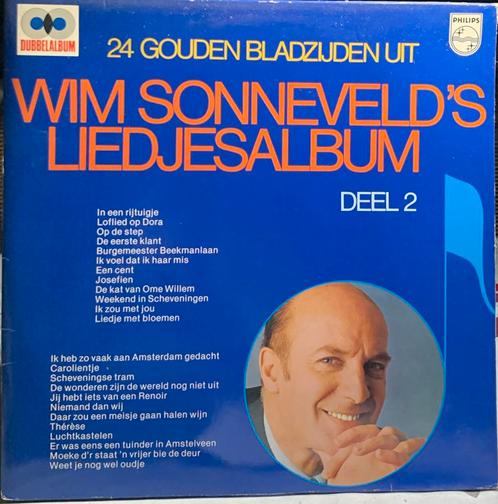 DUBBELALBUM
24 GOUDEN BLADZIJDEN UIT
PHILIPS
WIM SONNEVELD'S
LIEDJESALBUM
DEEL 2
In een rijtuigje
Loflied op Dora
Op de step
De eerste klant
Burgemeester Beekmanlaan
Ik voel dat ik haar mis
Een cent
Josefien
De kat van Ome Willem
Weekend in Scheveningen
Ik zou met jou
Liedje met bloemen
Ik heb zo vaak aan Amsterdam gedacht
Carolientje
Scheveningse tram
De wonderen zijn de wereld nog niet uit
Jij hebt iets van een Renoir
Niemand dan wij
Daar zou een meisje gaan halen wijn
Thérèse
Luchtkastelen
Er was eens een tuinder in Amstelveen
Moeke d'r staat 'n vrijer bie de deur
Weet je nog wel oudje